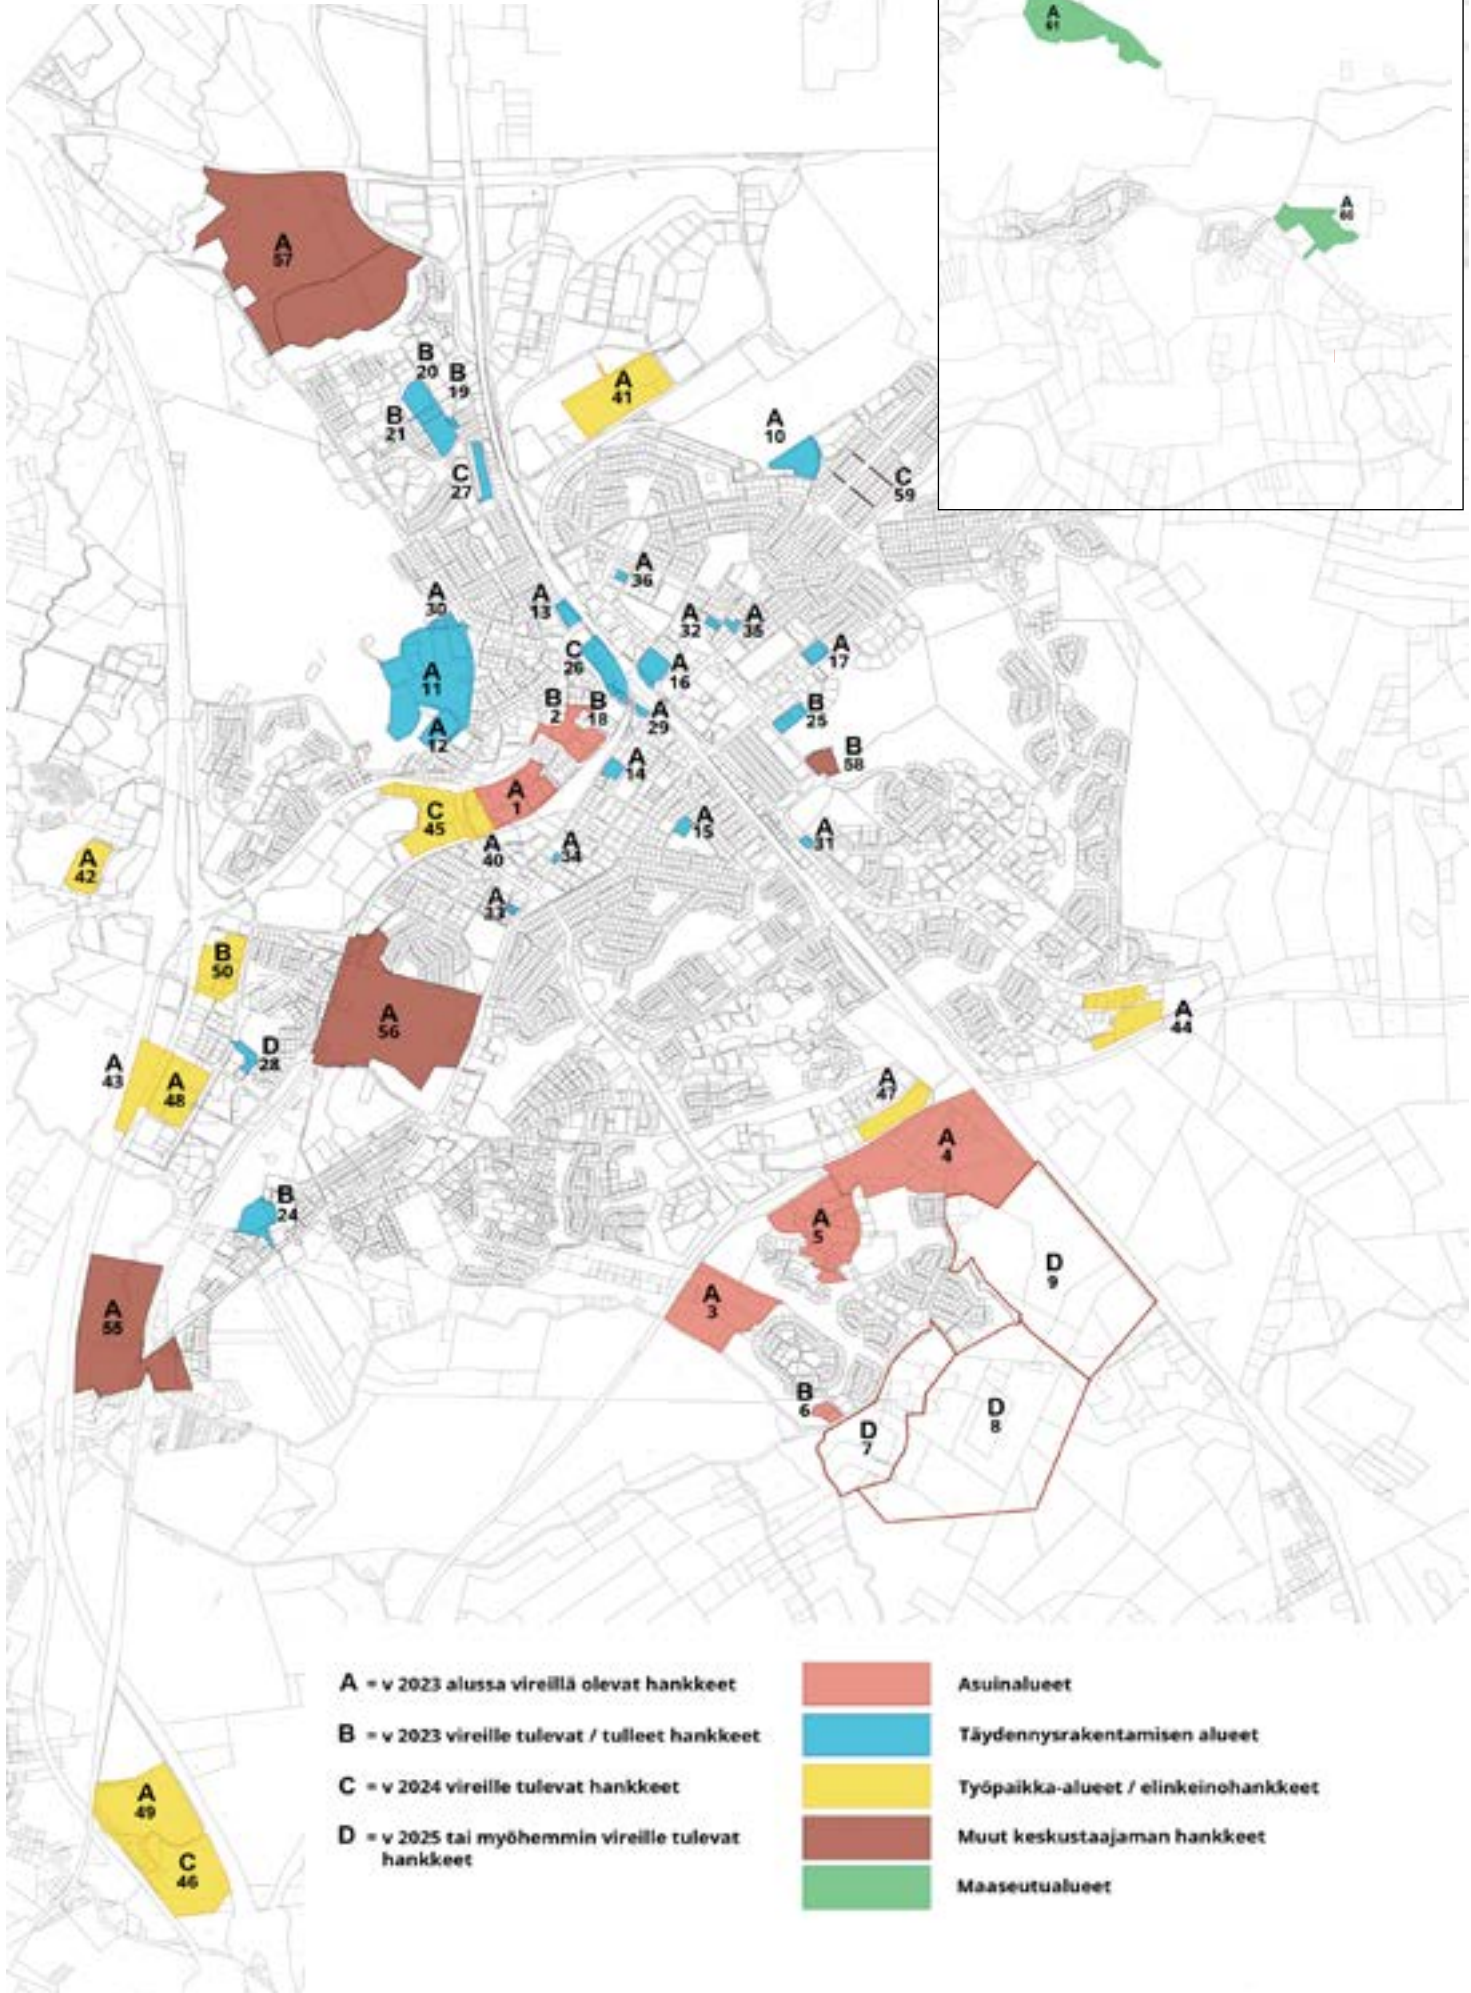 A
61
A
60
A
57
B
20
B
19
B
21
A
41
A
10
C
27
C
59
A
36
A
30
A
13
A
32
A
35
A
17
C
26
A
16
A
11
B
2
B
18
A
29
B
25
A
12
B
58
A
14
A
1
C
45
A
15
A
31
A
40
A
34
A
42
A
33
B
50
A
56
A
44
D
28
A
43
A
48
A
47
A
4
B
24
A
5
D
9
A
3
A
55
B
6
D
7
D
8
A = v 2023 alussa vireillä olevat hankkeet
B = v 2023 vireille tulevat / tulleet hankkeet
C = v 2024 vireille tulevat hankkeet
D = v 2025 tai myöhemmin vireille tulevat
hankkeet
Asuinalueet
Täydennysrakentamisen alueet
Työpaikka-alueet / elinkeinohankkeet
Muut keskustaajaman hankkeet
Maaseutualueet
A
49
C
46